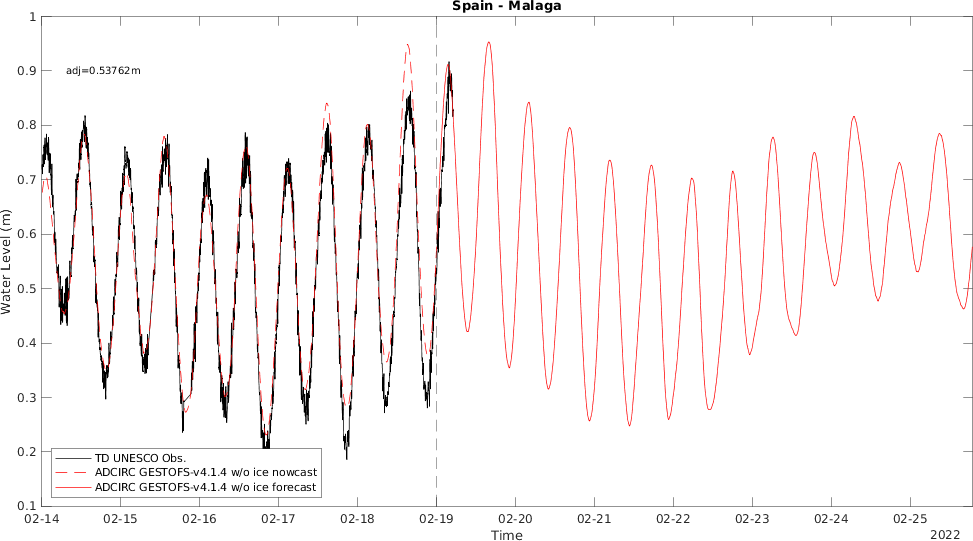 Spain - Malaga
adj=0.53762m
Water Level (m)
1
0.9
0.8
0.7
0.6
0.5
0.4
0.3
0.2
0.1
TD UNESCO Obs.
ADCIRC GESTOFS-v4.1.4 w/o ice nowcast
ADCIRC GESTOFS-v4.1.4 w/o ice forecast
02-14 02-15 02-16 02-17 02-18 02-19 02-20 02-21 02-22 02-23 02-24 02-25
Time
2022